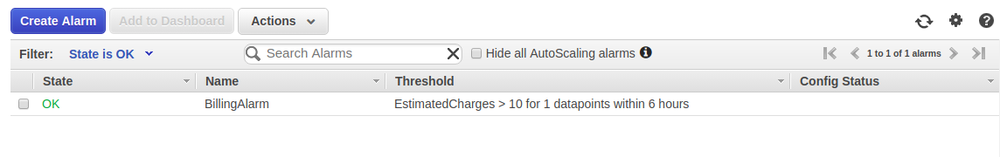 Create Alarm Add to Dashboard Actions
Filter: State is OK Search Alarms Hide all AutoScaling alarms 1 to 1 of 1 alarms
State Name Threshold Config Status
OK BillingAlarm EstimatedCharges > 10 for 1 datapoints within 6 hours